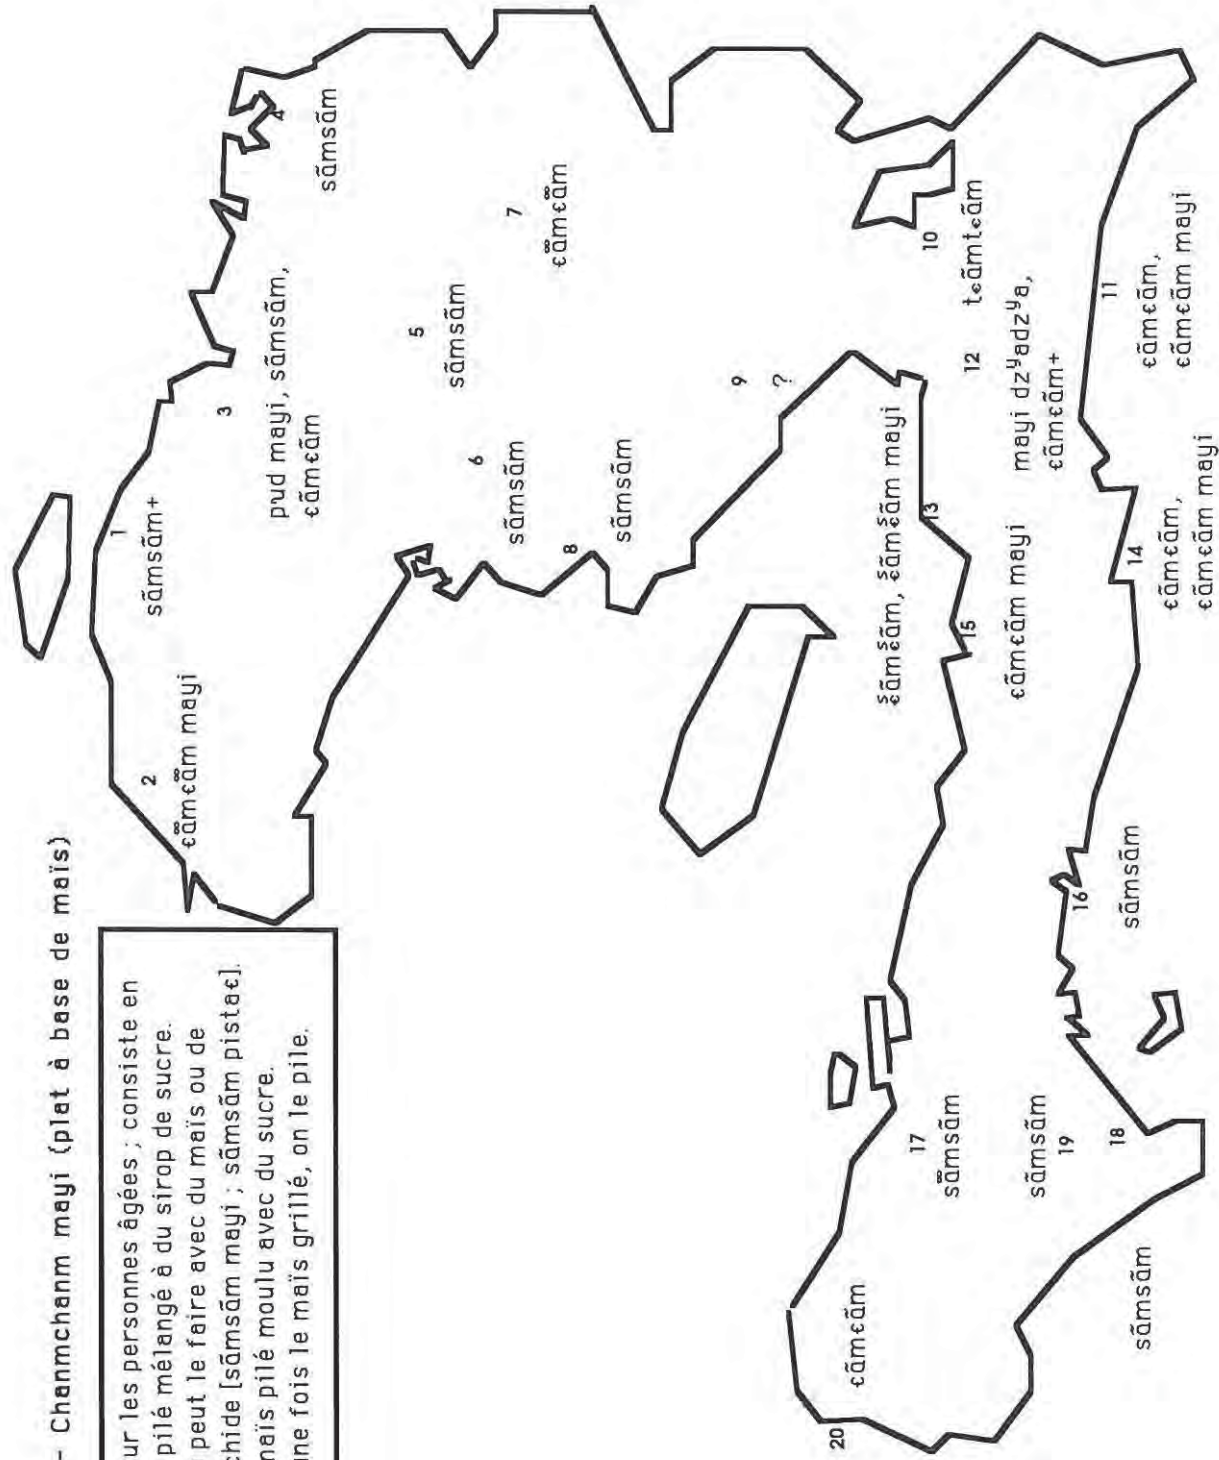 - Chanmchanm mayi (plat à base de maïs)
ur les personnes âgées ; consiste en
pilé mélangé à du sirop de sucre.
peut le faire avec du maïs ou de
chide [sãmsãm mayi ; sãmsãm pistaɛ].
maïs pilé moulu avec du sucre.
une fois le maïs grillé, on le pile.
2
ɛãmɛãm mayi
1
sãmsãm+
3
pud mayi, sãmsãm,
ɛãmɛãm
4
sãmsãm
5
sãmsãm
6
sãmsãm
7
ɛãmɛãm
8
sãmsãm
9
?
10
tɛãmtɛãm
12
mayi dzʸadzʸa,
ɛãmɛãm+
11
ɛãmɛãm,
ɛãmɛãm mayi
13
šãmšãm, šãmšãm mayi
15
ɛãmɛãm mayi
14
ɛãmɛãm,
ɛãmɛãm mayi
16
sãmsãm
17
sãmsãm
19
sãmsãm
18
sãmsãm
20
ɛãmɛãm